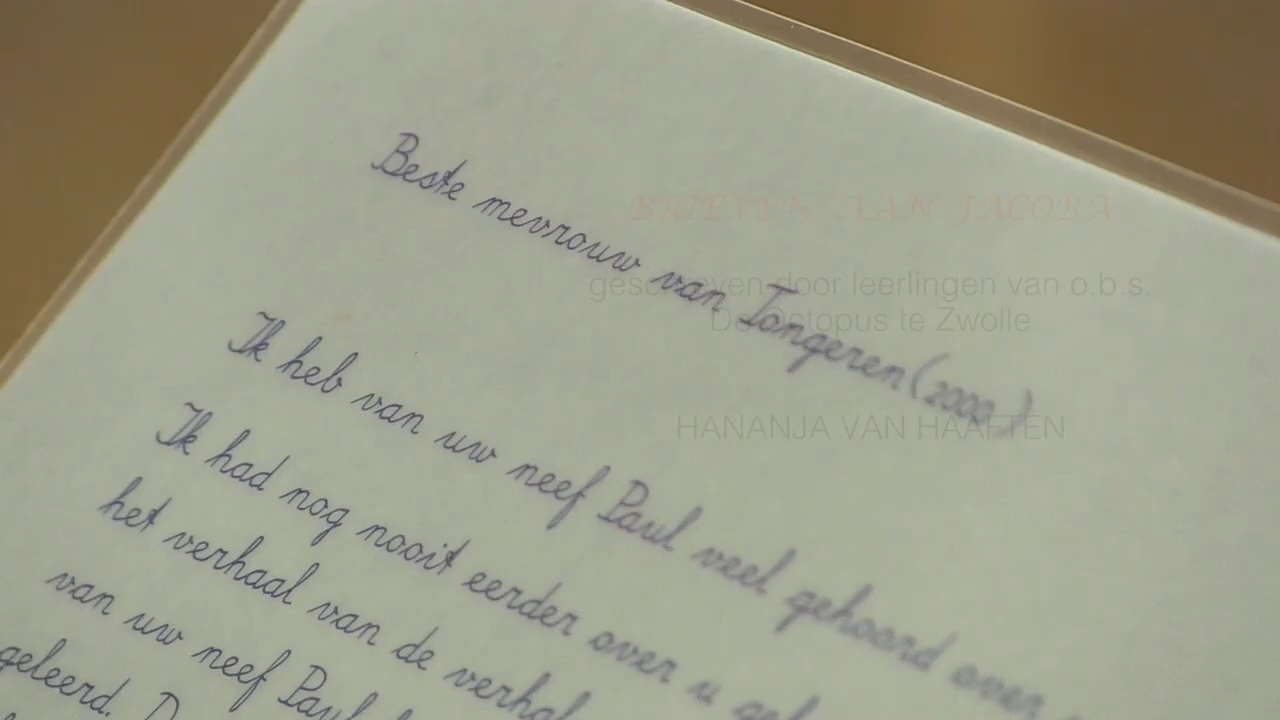 Beste mevrouw van Tongeren (2000)
Ik heb van uw neef Paul veel gehoord over
Ik had nog nooit eerder over u
het verhaal van de
van uw neef Paul
geleerd.
BRIEVEN AAN JACOBA
geschreven door leerlingen van o.b.s.
De Octopus te Zwolle
HANANJA VAN HAAFTEN